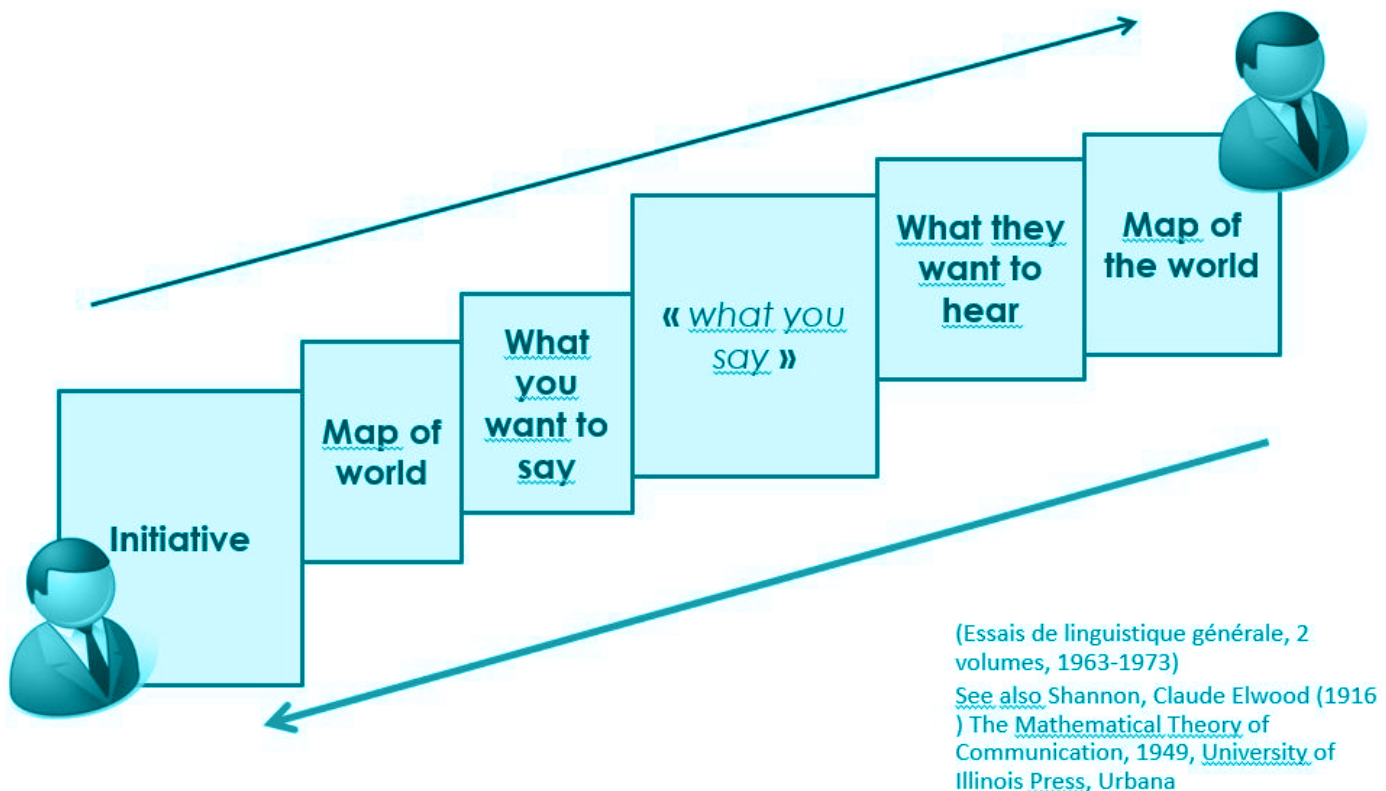 Initiative
Map of
world
What
you
want to
say
« what you
say »
What they
want to
hear
Map of
the world
(Essais de linguistique générale, 2
volumes, 1963-1973)
See also Shannon, Claude Elwood (1916
) The Mathematical Theory of
Communication, 1949, University of
Illinois Press, Urbana